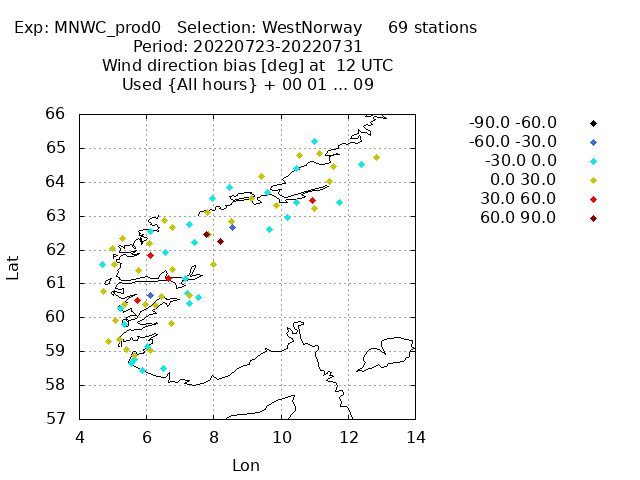 Exp: MNWC_prod0   Selection: WestNorway     69 stations
Period: 20220723-20220731
Wind direction bias [deg] at  12 UTC
Used {All hours} + 00 01 ... 09
66
65
64
63
62
61
60
59
58
57
4 6 8 10 12 14
Lat
Lon
-90.0 -60.0
-60.0 -30.0
-30.0 0.0
0.0 30.0
30.0 60.0
60.0 90.0